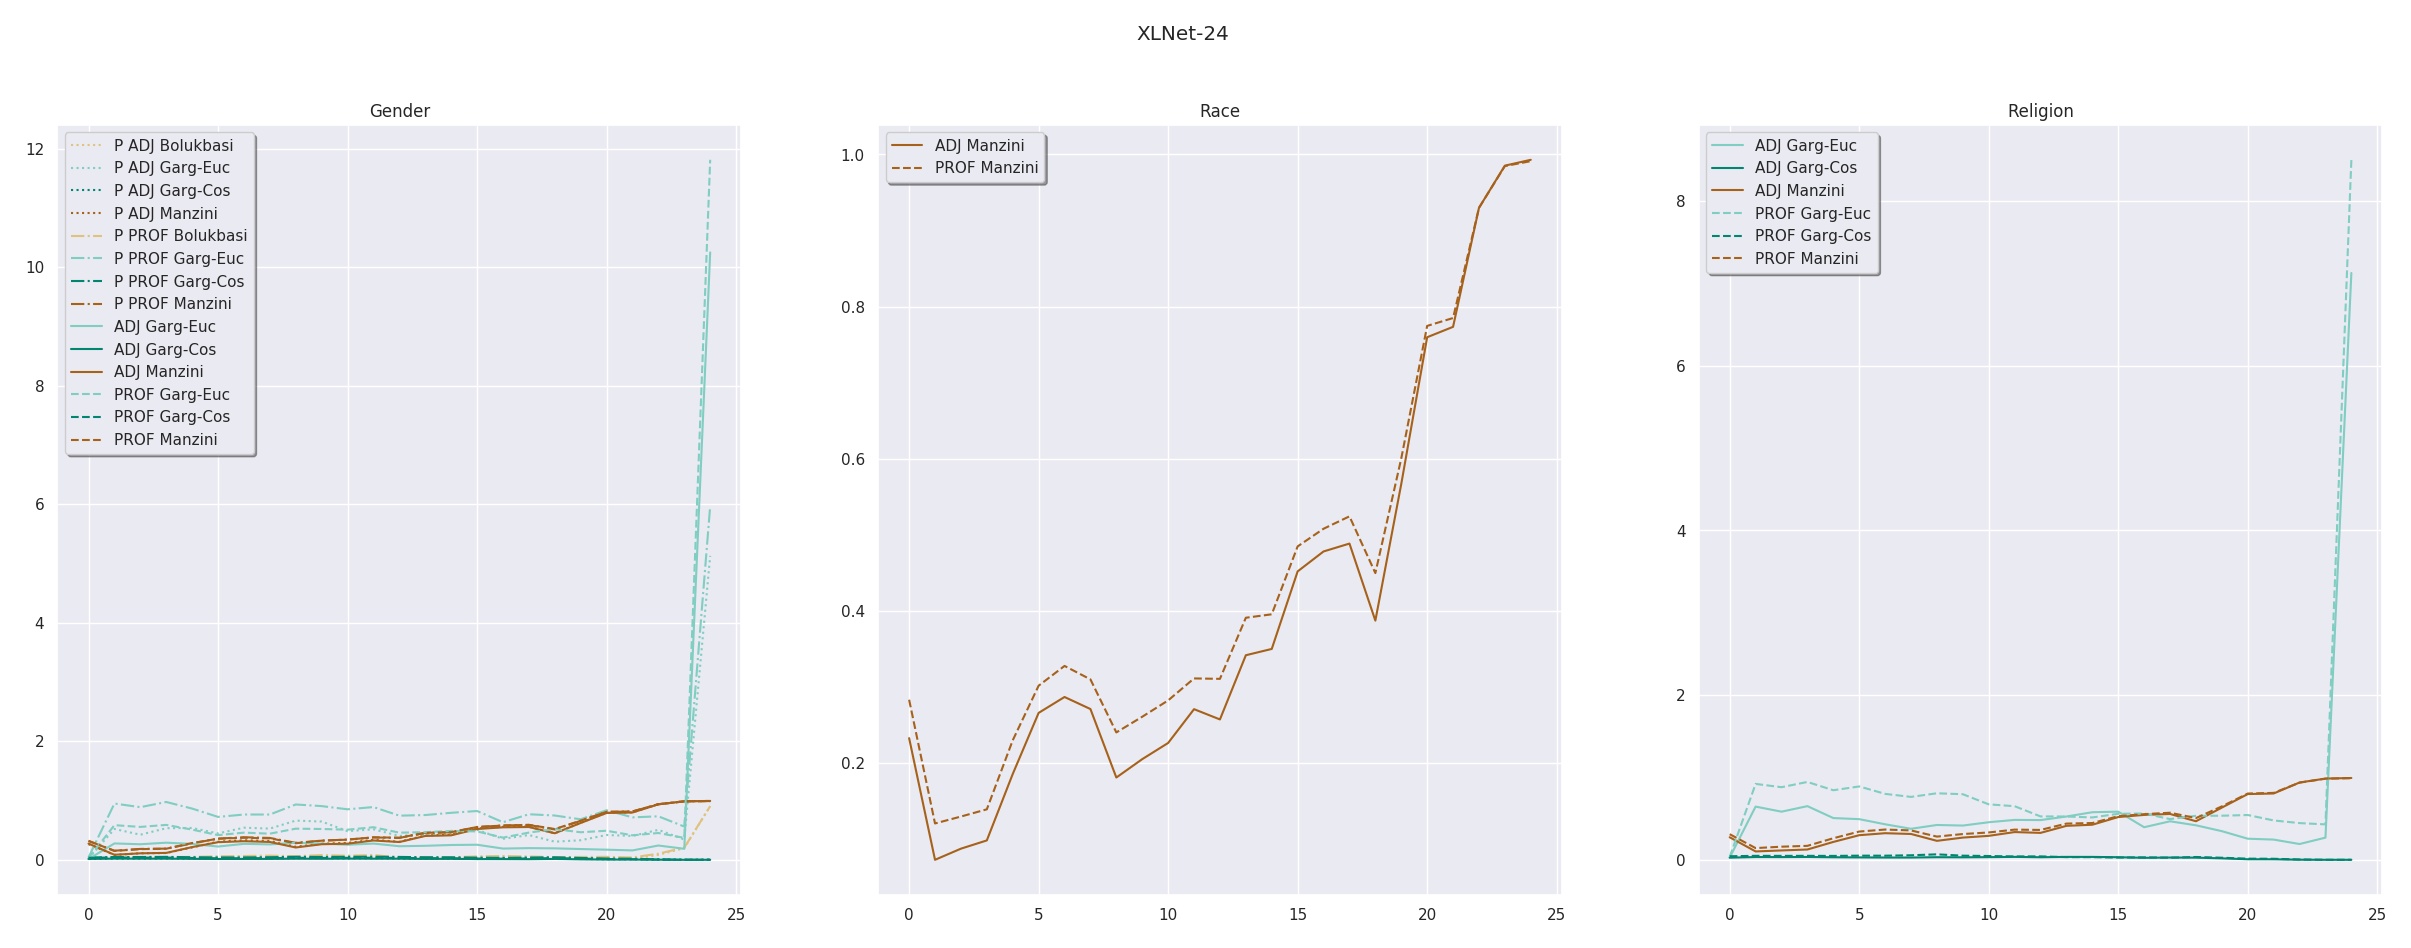 XLNet-24
Gender
12
10
8
6
4
2
0
0 5 10 15 20 25
P ADJ Bolukbasi
P ADJ Garg-Euc
P ADJ Garg-Cos
P ADJ Manzini
P PROF Bolukbasi
P PROF Garg-Euc
P PROF Garg-Cos
P PROF Manzini
ADJ Garg-Euc
ADJ Garg-Cos
ADJ Manzini
PROF Garg-Euc
PROF Garg-Cos
PROF Manzini
Race
1.0
0.8
0.6
0.4
0.2
0 5 10 15 20 25
ADJ Manzini
PROF Manzini
Religion
8
6
4
2
0
0 5 10 15 20 25
ADJ Garg-Euc
ADJ Garg-Cos
ADJ Manzini
PROF Garg-Euc
PROF Garg-Cos
PROF Manzini